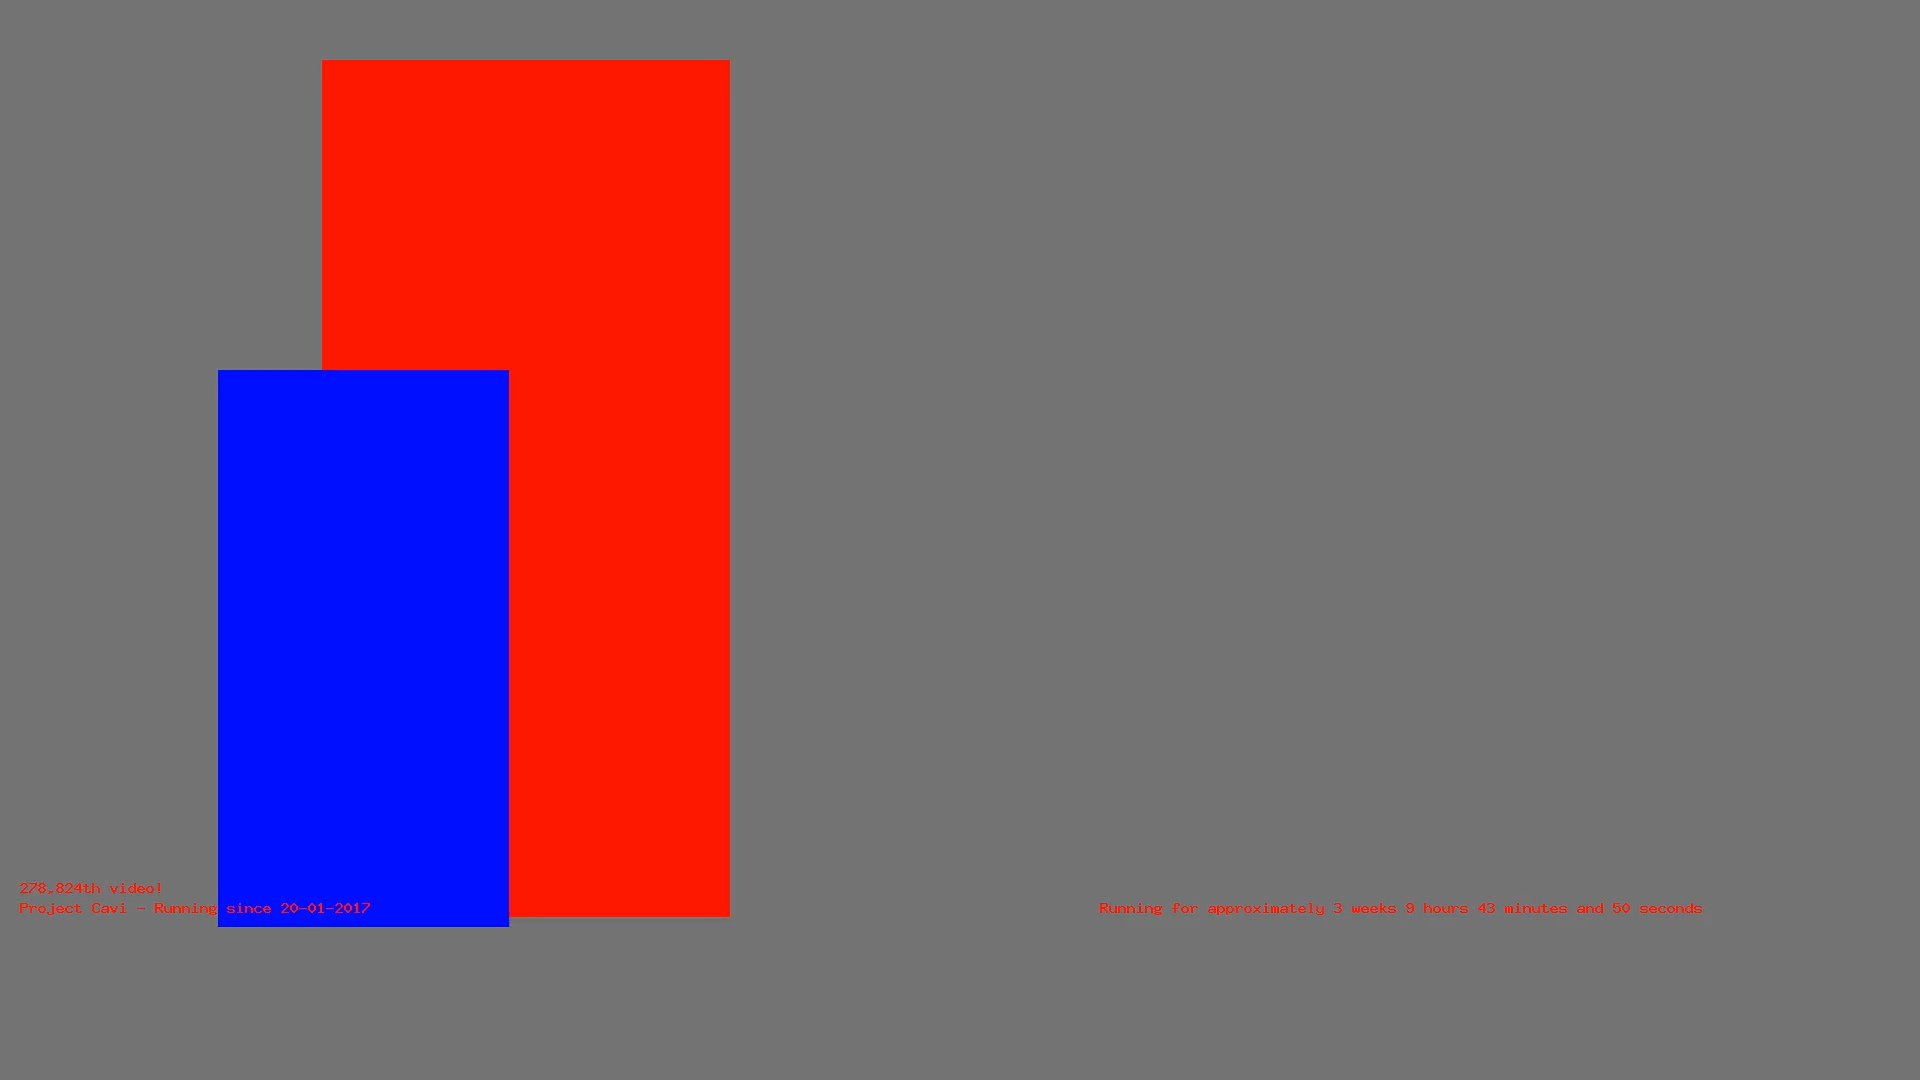 278,824th video!
Project Cavi - Running since 20-01-2017
Running for approximately 3 weeks 9 hours 43 minutes and 50 seconds